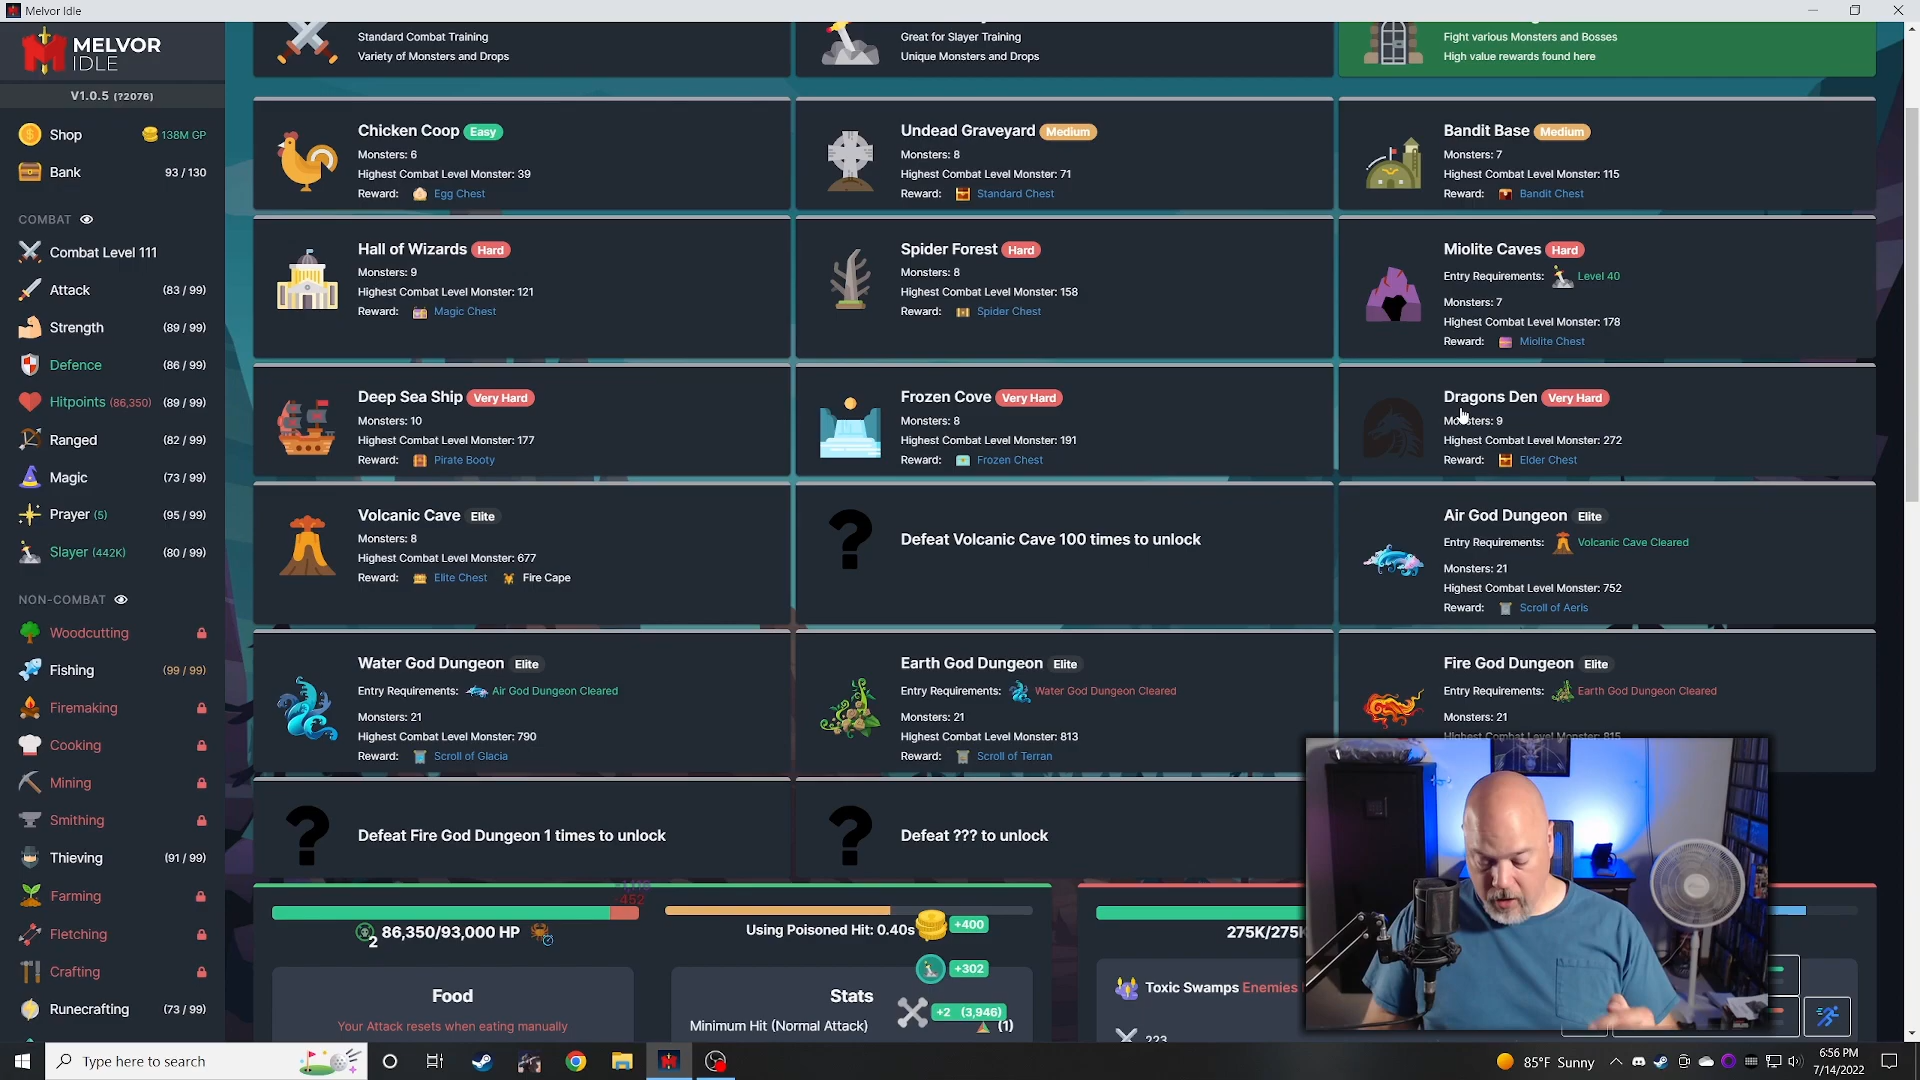 Melvor Idle
MELVOR
IDLE
V1.0.5 (?2076)
Shop 138M GP
Bank 93 / 130
COMBAT
Combat Level 111
Attack (83 / 99)
Strength (89 / 99)
Defence (86 / 99)
Hitpoints (86,350) (89 / 99)
Ranged (82 / 99)
Magic (73 / 99)
Prayer (5) (95 / 99)
Slayer (442K) (80 / 99)
NON-COMBAT
Woodcutting
Fishing (99 / 99)
Firemaking
Cooking
Mining
Smithing
Thieving (91 / 99)
Farming
Fletching
Crafting
Runecrafting (73 / 99)
Standard Combat Training
Variety of Monsters and Drops
Great for Slayer Training
Unique Monsters and Drops
Fight various Monsters and Bosses
High value rewards found here
Chicken Coop Easy
Monsters: 6
Highest Combat Level Monster: 39
Reward: Egg Chest
Undead Graveyard Medium
Monsters: 8
Highest Combat Level Monster: 71
Reward: Standard Chest
Bandit Base Medium
Monsters: 7
Highest Combat Level Monster: 115
Reward: Bandit Chest
Hall of Wizards Hard
Monsters: 9
Highest Combat Level Monster: 121
Reward: Magic Chest
Spider Forest Hard
Monsters: 8
Highest Combat Level Monster: 158
Reward: Spider Chest
Miolite Caves Hard
Entry Requirements: Level 40
Monsters: 7
Highest Combat Level Monster: 178
Reward: Miolite Chest
Deep Sea Ship Very Hard
Monsters: 10
Highest Combat Level Monster: 177
Reward: Pirate Booty
Frozen Cove Very Hard
Monsters: 8
Highest Combat Level Monster: 191
Reward: Frozen Chest
Dragons Den Very Hard
Monsters: 9
Highest Combat Level Monster: 272
Reward: Elder Chest
Volcanic Cave Elite
Monsters: 8
Highest Combat Level Monster: 677
Reward: Elite Chest Fire Cape
Defeat Volcanic Cave 100 times to unlock
Air God Dungeon Elite
Entry Requirements: Volcanic Cave Cleared
Monsters: 21
Highest Combat Level Monster: 752
Reward: Scroll of Aeris
Water God Dungeon Elite
Entry Requirements: Air God Dungeon Cleared
Monsters: 21
Highest Combat Level Monster: 790
Reward: Scroll of Glacia
Earth God Dungeon Elite
Entry Requirements: Water God Dungeon Cleared
Monsters: 21
Highest Combat Level Monster: 813
Reward: Scroll of Terran
Fire God Dungeon Elite
Entry Requirements: Earth God Dungeon Cleared
Monsters: 21
Highest Combat Level Monster: 815
Defeat Fire God Dungeon 1 times to unlock
Defeat ??? to unlock
452
2 86,350/93,000 HP
Using Poisoned Hit: 0.40s
+400
+302
+2 (3,946)
(1)
Food
Your Attack resets when eating manually
Stats
Minimum Hit (Normal Attack)
275K/275K
Toxic Swamps Enemies
223
Type here to search
85°F Sunny
6:56 PM
7/14/2022